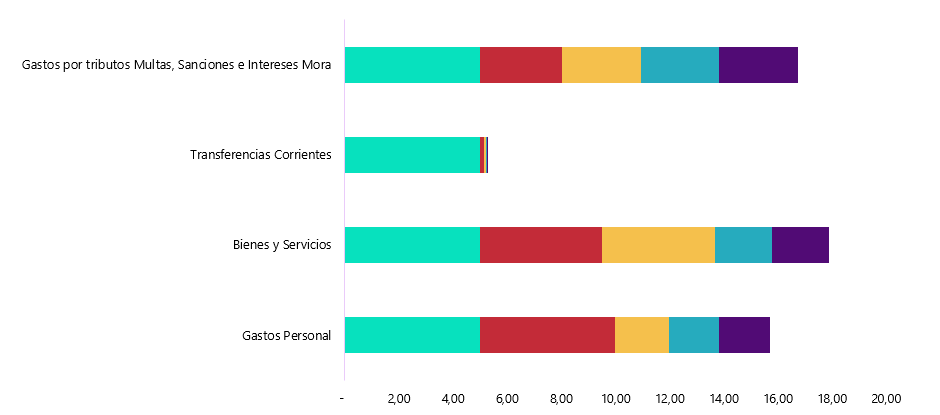 Gastos por tributos Multas, Sanciones e Intereses Mora
Transferencias Corrientes
Bienes y Servicios
Gastos Personal
- 2,00 4,00 6,00 8,00 10,00 12,00 14,00 16,00 18,00 20,00